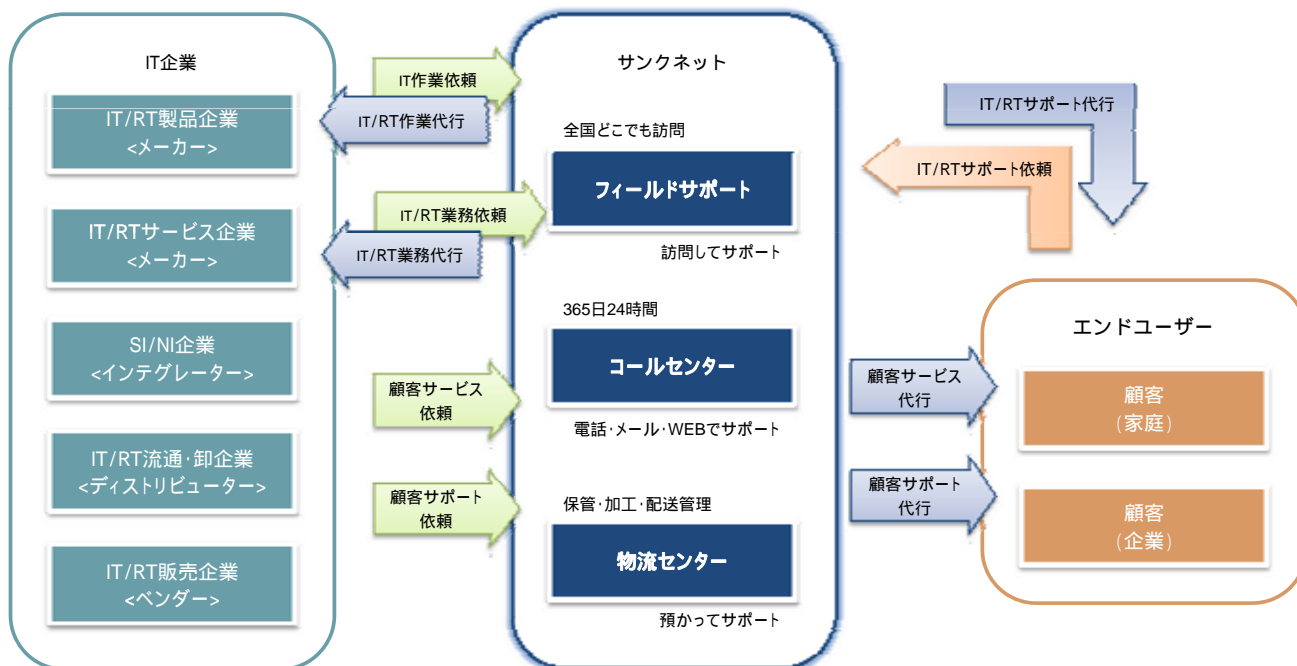 IT企業
IT/RT製品企業
<メーカー>
IT/RTサービス企業
<メーカー>
SI/NI企業
<インテグレーター>
IT/RT流通・卸企業
<ディストリビューター>
IT/RT販売企業
<ベンダー>
IT作業依頼
IT/RT作業代行
IT/RT業務依頼
IT/RT業務代行
顧客サービス
依頼
顧客サポート
依頼
サンクネット
全国どこでも訪問
フィールドサポート
訪問してサポート
365日24時間
コールセンター
電話・メール・WEBでサポート
保管・加工・配送管理
物流センター
預かってサポート
IT/RTサポート代行
IT/RTサポート依頼
顧客サービス
代行
顧客サポート
代行
エンドユーザー
顧客
(家庭)
顧客
(企業)